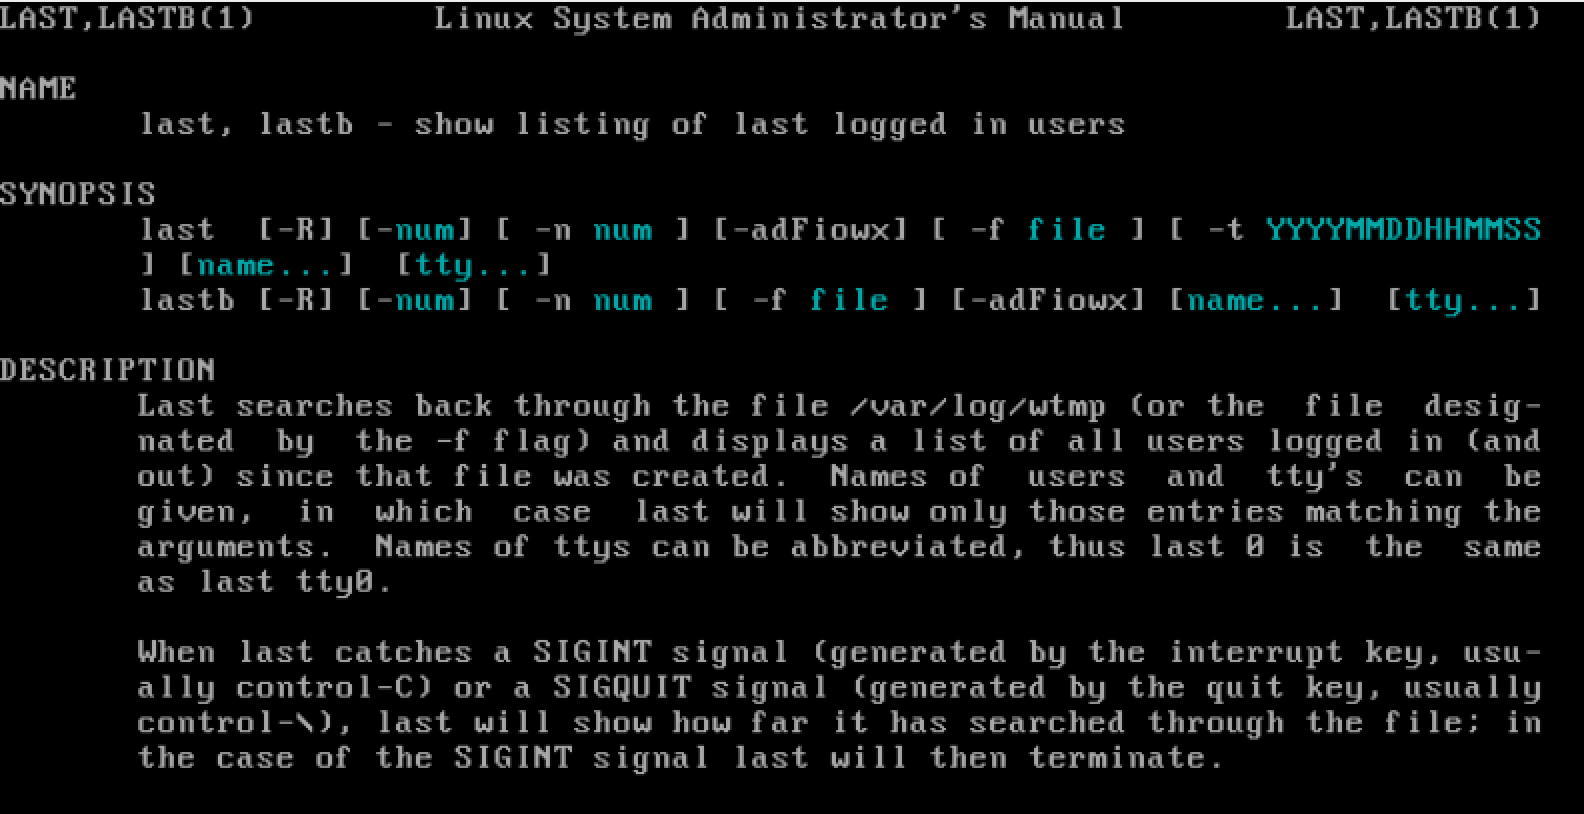 LAST,LASTB(1) Linux System Administrator's Manual LAST,LASTB(1)
NAME
last, lastb - show listing of last logged in users
SYNOPSIS
last [-R] [-num] [ -n num ] [-adFiowx] [ -f file ] [ -t YYYYMMDDHHMMSS
] [name...] [tty...]
lastb [-R] [-num] [ -n num ] [ -f file ] [-adFiowx] [name...] [tty...]
DESCRIPTION
Last searches back through the file /var/log/wtmp (or the file desig-
nated by the -f flag) and displays a list of all users logged in (and
out) since that file was created. Names of users and tty's can be
given, in which case last will show only those entries matching the
arguments. Names of ttys can be abbreviated, thus last 0 is the same
as last tty0.
When last catches a SIGINT signal (generated by the interrupt key, usu-
ally control-C) or a SIGQUIT signal (generated by the quit key, usually
control-\), last will show how far it has searched through the file; in
the case of the SIGINT signal last will then terminate.